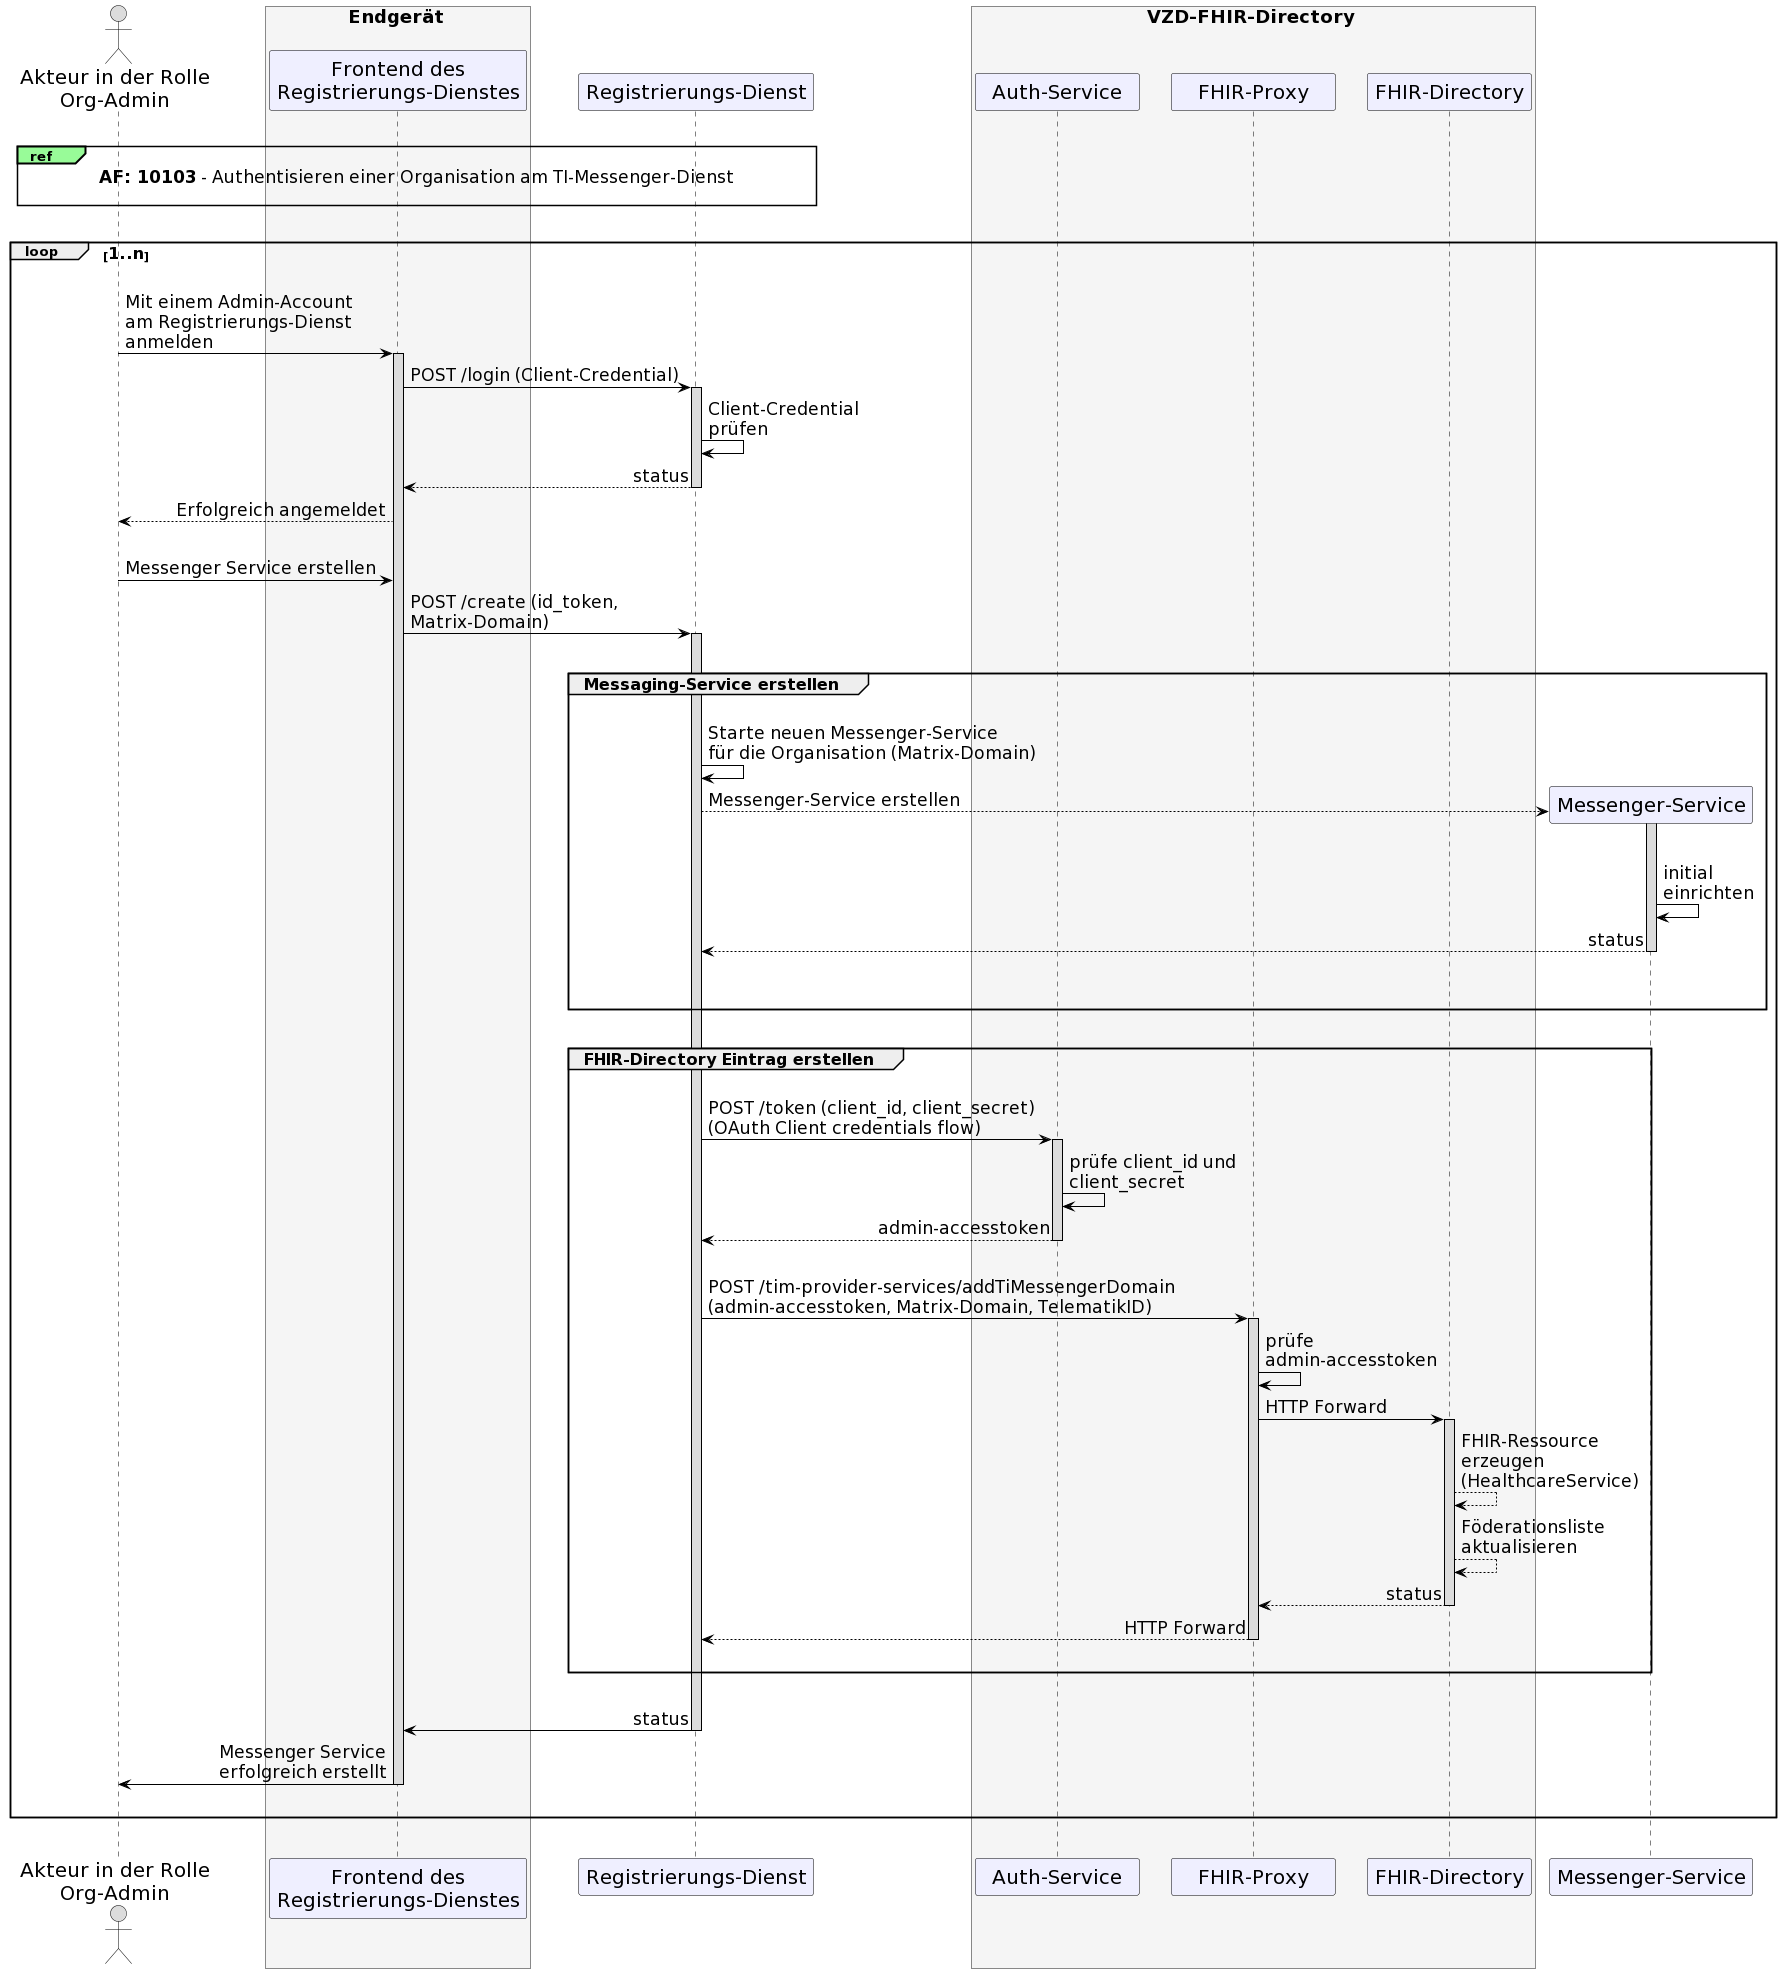 Endgerät
VZD-FHIR-Directory
Akteur in der Rolle
Org-Admin
Frontend des
Registrierungs-Dienstes
Registrierungs-Dienst
Auth-Service
FHIR-Proxy
FHIR-Directory
ref
AF: 10103 - Authentisieren einer Organisation am TI-Messenger-Dienst
loop
[1..n]
Mit einem Admin-Account
am Registrierungs-Dienst
anmelden
POST /login (Client-Credential)
Client-Credential
prüfen
status
Erfolgreich angemeldet
Messenger Service erstellen
POST /create (id_token,
Matrix-Domain)
Messaging-Service erstellen
Starte neuen Messenger-Service
für die Organisation (Matrix-Domain)
Messenger-Service erstellen
Messenger-Service
initial
einrichten
status
FHIR-Directory Eintrag erstellen
POST /token (client_id, client_secret)
(OAuth Client credentials flow)
prüfe client_id und
client_secret
admin-accesstoken
POST /tim-provider-services/addTiMessengerDomain
(admin-accesstoken, Matrix-Domain, TelematikID)
prüfe
admin-accesstoken
HTTP Forward
FHIR-Ressource
erzeugen
(HealthcareService)
Föderationsliste
aktualisieren
status
HTTP Forward
status
Messenger Service
erfolgreich erstellt
Akteur in der Rolle
Org-Admin
Frontend des
Registrierungs-Dienstes
Registrierungs-Dienst
Auth-Service
FHIR-Proxy
FHIR-Directory
Messenger-Service